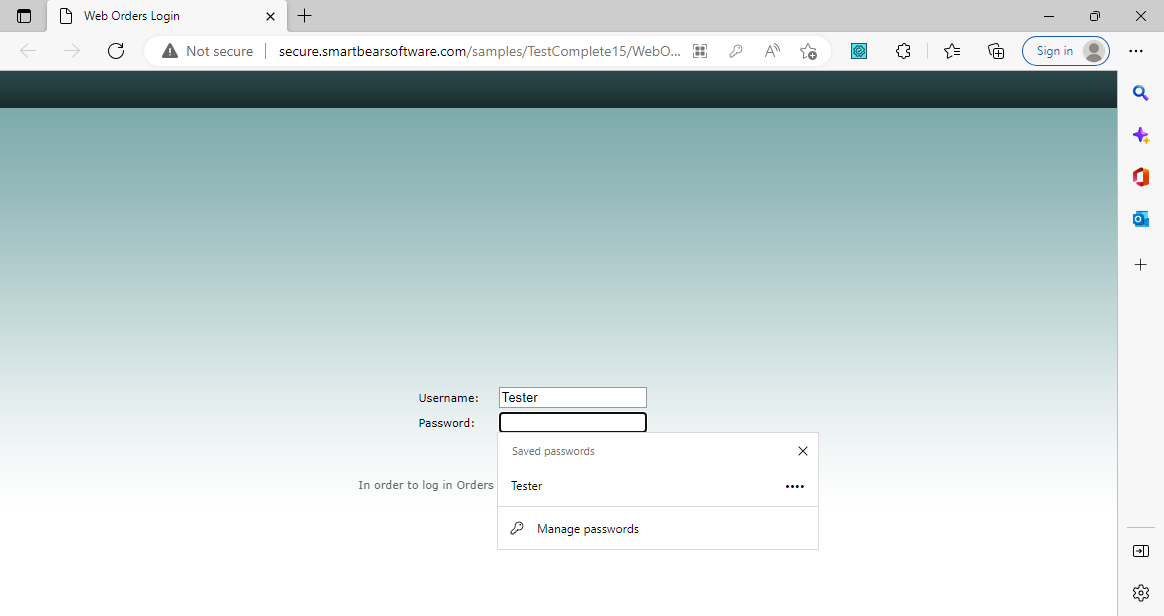 Web Orders Login
Not secure
secure.smartbearsoftware.com/samples/TestComplete15/WebO...
Sign in
Username:
Tester
Password:
Saved passwords
In order to log in Orders
Tester
••••
Manage passwords